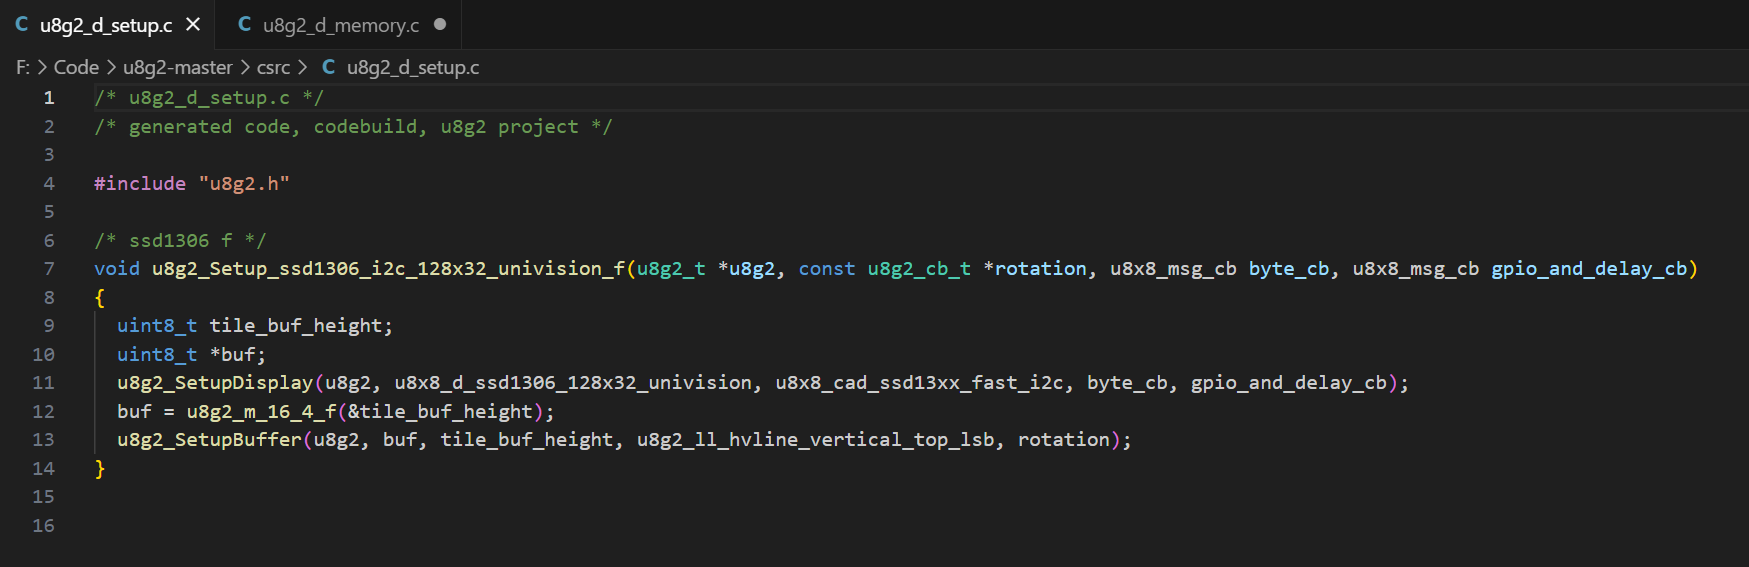 C u8g2_d_setup.c ×
C u8g2_d_memory.c ●
F: > Code > u8g2-master > csrc > C u8g2_d_setup.c
1 /* u8g2_d_setup.c */
2 /* generated code, codebuild, u8g2 project */
3
4 #include "u8g2.h"
5
6 /* ssd1306 f */
7 void u8g2_Setup_ssd1306_i2c_128x32_univision_f(u8g2_t *u8g2, const u8g2_cb_t *rotation, u8x8_msg_cb byte_cb, u8x8_msg_cb gpio_and_delay_cb)
8 {
9   uint8_t tile_buf_height;
10   uint8_t *buf;
11   u8g2_SetupDisplay(u8g2, u8x8_d_ssd1306_128x32_univision, u8x8_cad_ssd13xx_fast_i2c, byte_cb, gpio_and_delay_cb);
12   buf = u8g2_m_16_4_f(&tile_buf_height);
13   u8g2_SetupBuffer(u8g2, buf, tile_buf_height, u8g2_ll_hvline_vertical_top_lsb, rotation);
14 }
15
16